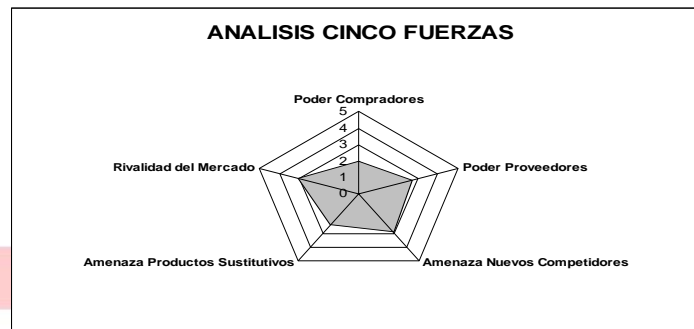 ANALISIS CINCO FUERZAS
Poder Compradores
5
4
3
2
1
0
Rivalidad del Mercado
Poder Proveedores
Amenaza Productos Sustitutivos
Amenaza Nuevos Competidores